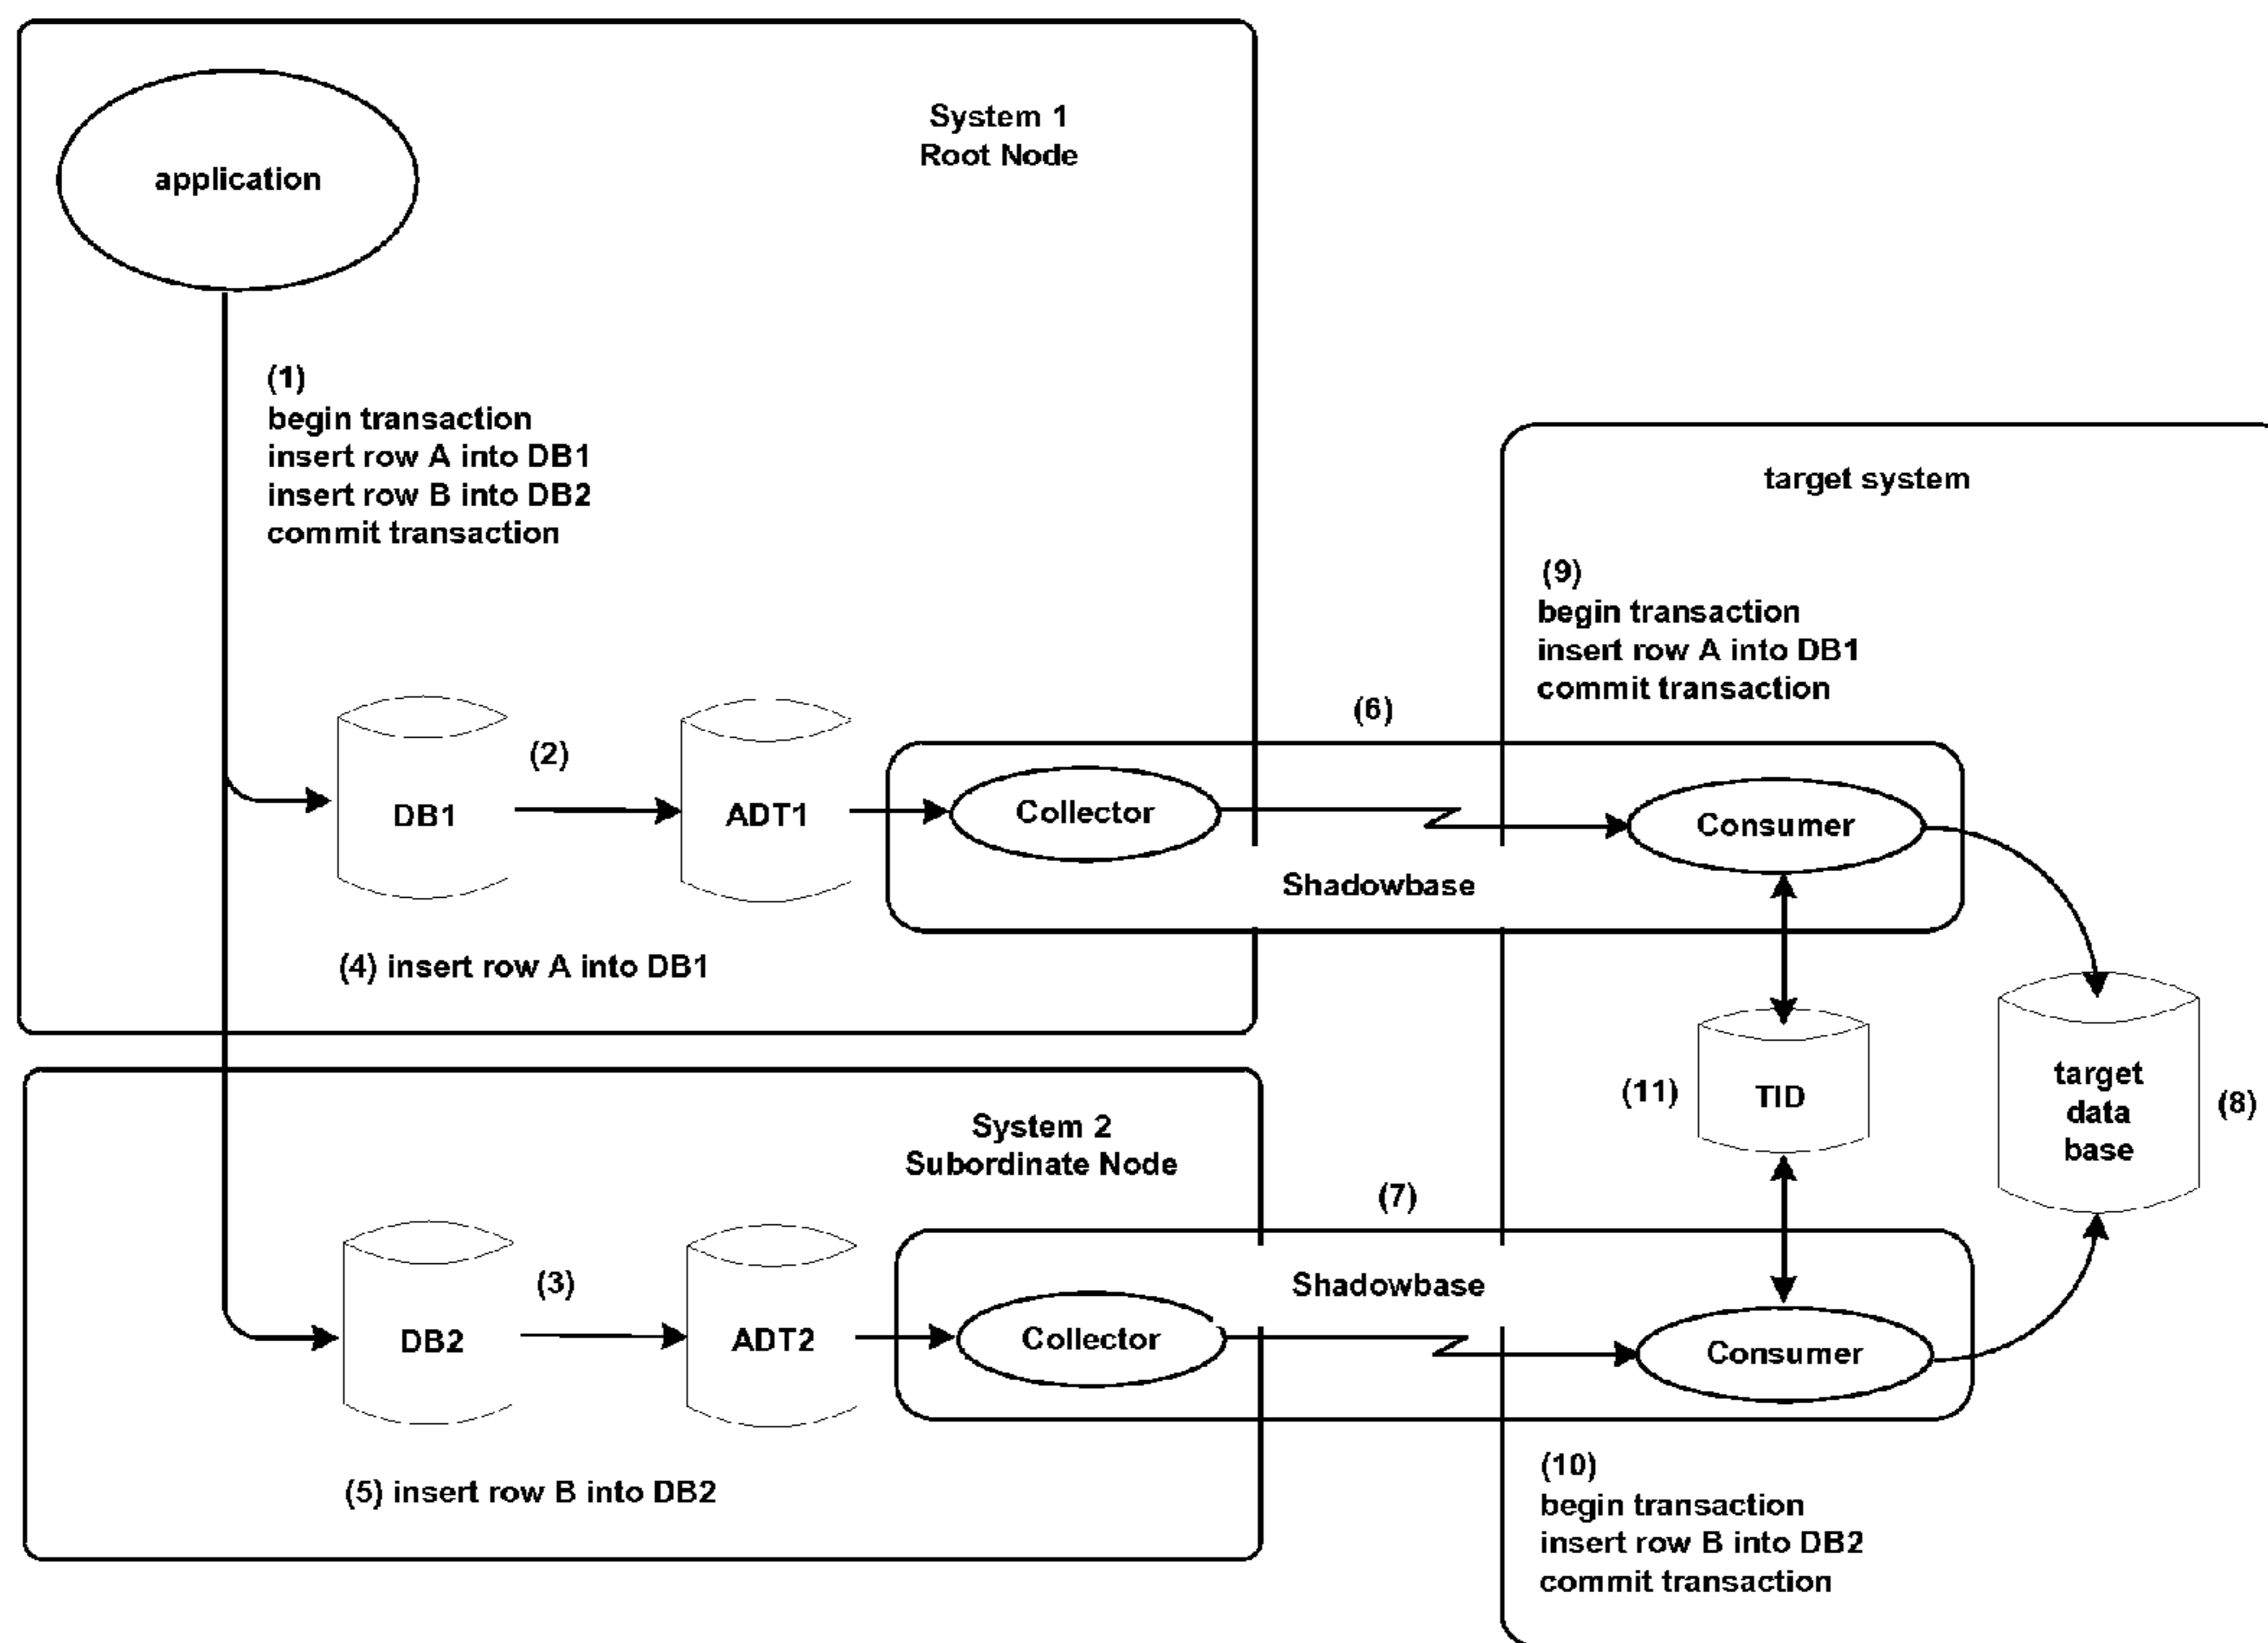 application
System 1
Root Node
(1)
begin transaction
insert row A into DB1
insert row B into DB2
commit transaction
target system
(9)
begin transaction
insert row A into DB1
commit transaction
(2)
(6)
DB1
ADT1
Collector
Consumer
Shadowbase
(4) insert row A into DB1
System 2
Subordinate Node
(11)
TID
target
data
base
(8)
(7)
(3)
Shadowbase
DB2
ADT2
Collector
Consumer
(5) insert row B into DB2
(10)
begin transaction
insert row B into DB2
commit transaction